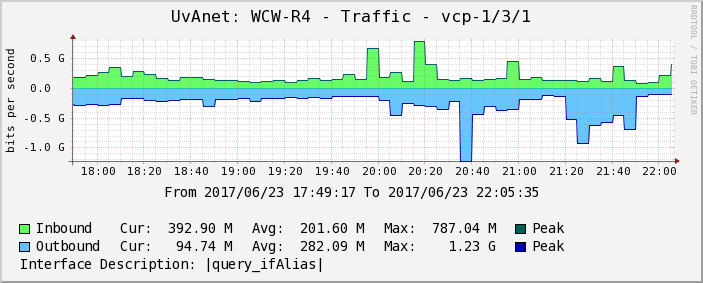 UvAnet: WCW-R4 - Traffic - vcp-1/3/1
RRDTOOL / TOBI OETIKER
bits per second
0.5 G
0.0
-0.5 G
-1.0 G
18:00 18:20 18:40 19:00 19:20 19:40 20:00 20:20 20:40 21:00 21:20 21:40 22:00
From 2017/06/23 17:49:17 To 2017/06/23 22:05:35
Inbound Cur: 392.90 M Avg: 201.60 M Max: 787.04 M Peak
Outbound Cur: 94.74 M Avg: 282.09 M Max: 1.23 G Peak
Interface Description: |query_ifAlias|